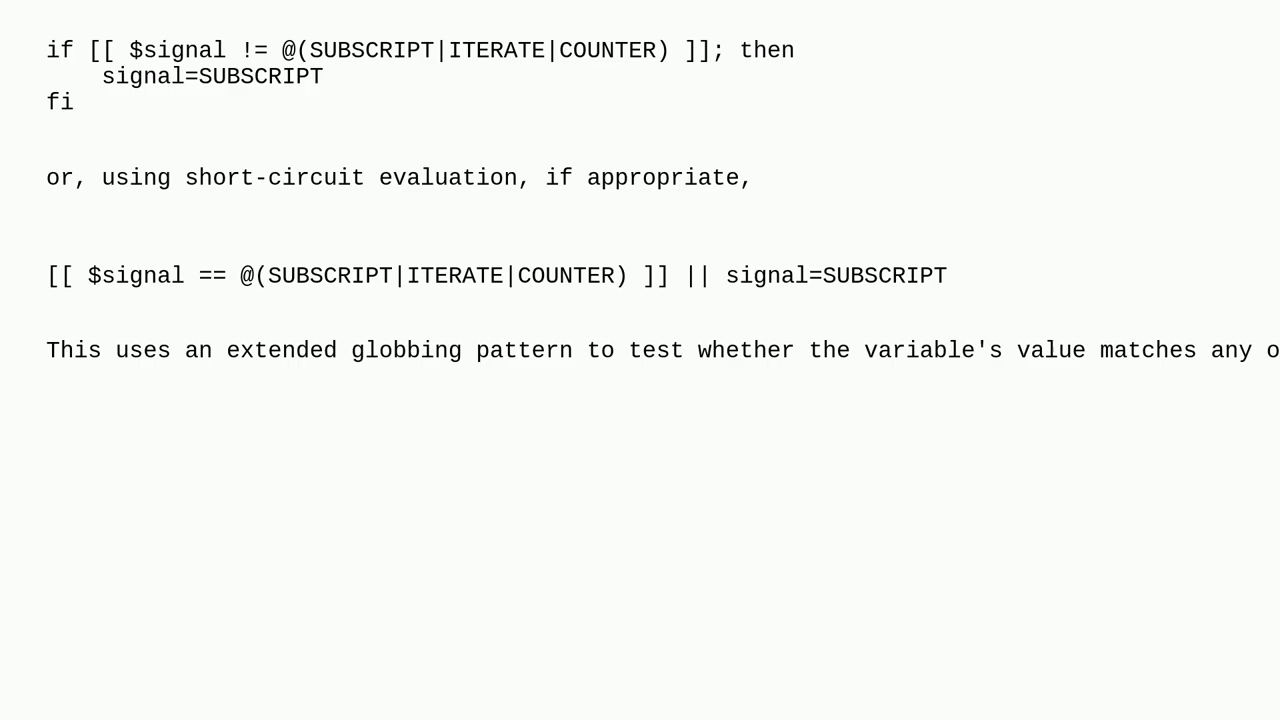 if [[ $signal != @(SUBSCRIPT|ITERATE|COUNTER) ]]; then
    signal=SUBSCRIPT
fi
or, using short-circuit evaluation, if appropriate,
[[ $signal == @(SUBSCRIPT|ITERATE|COUNTER) ]] || signal=SUBSCRIPT
This uses an extended globbing pattern to test whether the variable's value matches any